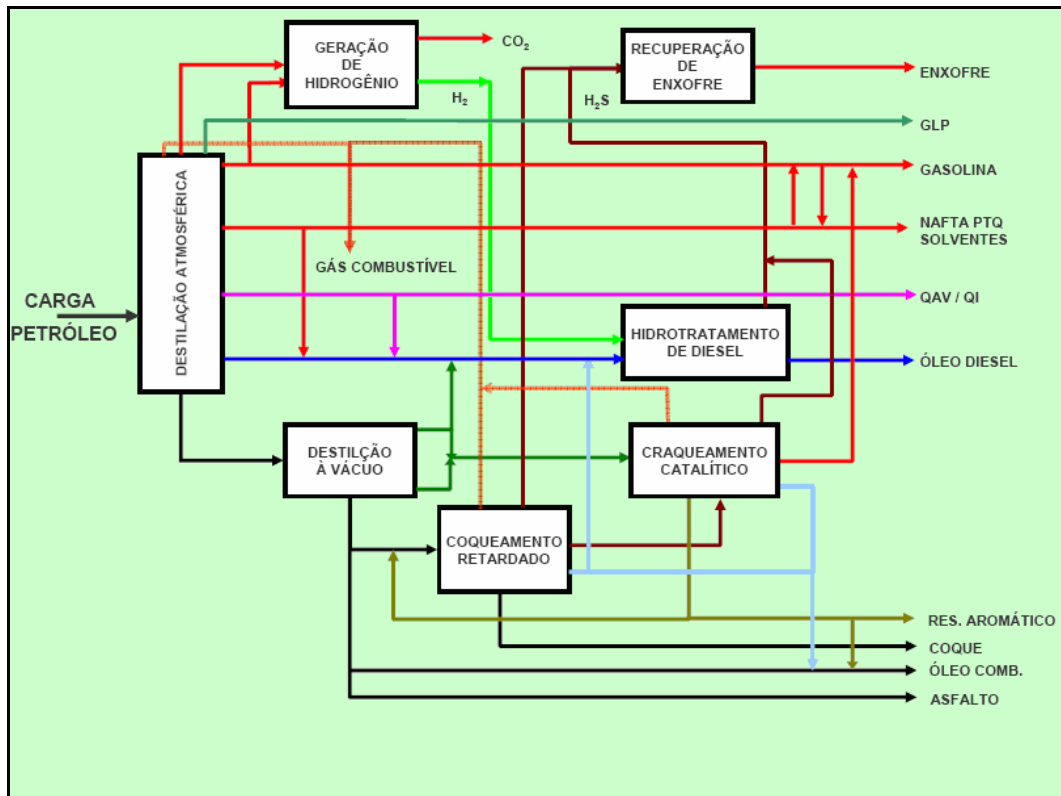 GERAÇÃO
DE
HIDROGÊNIO
CO2
RECUPERAÇÃO
DE
ENXOFRE
ENXOFRE
H2
H2S
GLP
DESTILAÇÃO ATMOSFÉRICA
GASOLINA
NAFTA PTQ
SOLVENTES
GÁS COMBUSTÍVEL
CARGA
PETRÓLEO
QAV / QI
HIDROTRATAMENTO
DE DIESEL
ÓLEO DIESEL
DESTILÇÃO
À VÁCUO
CRAQUEAMENTO
CATALÍTICO
COQUEAMENTO
RETARDADO
RES. AROMÁTICO
COQUE
ÓLEO COMB.
ASFALTO